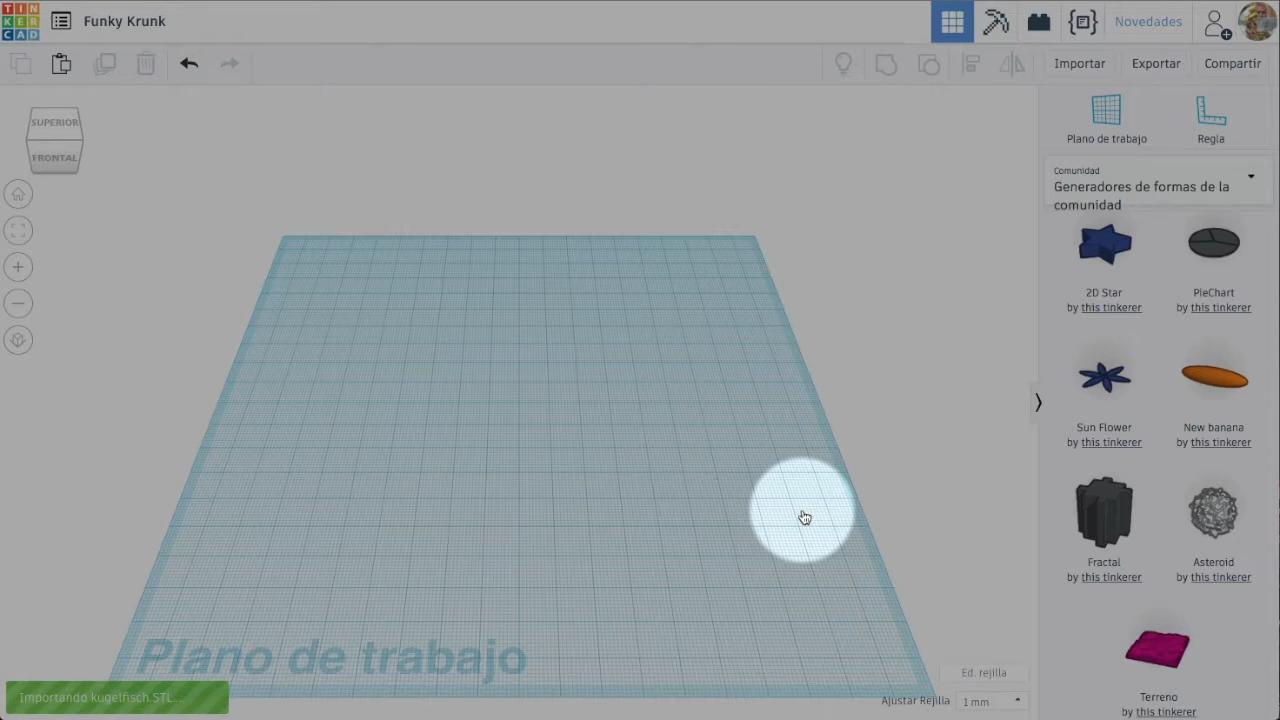 TIN
KER
CAD
Funky Krunk
Novedades
Importar
Exportar
Compartir
SUPERIOR
FRONTAL
Plano de trabajo
Regla
Comunidad
Generadores de formas de la
comunidad
2D Star
by this tinkerer
PieChart
by this tinkerer
Sun Flower
by this tinkerer
New banana
by this tinkerer
Fractal
by this tinkerer
Asteroid
by this tinkerer
Terreno
by this tinkerer
Plano de trabajo
Importando kugelfisch STL...
Ed. rejilla
Ajustar Rejilla
1 mm